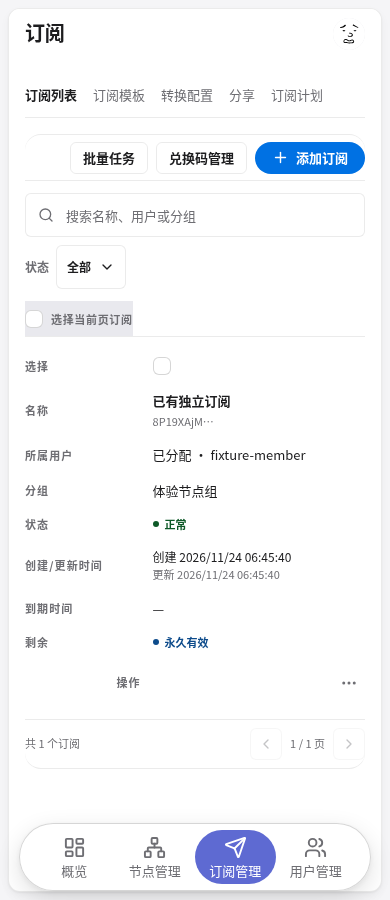 订阅
订阅列表 订阅模板 转换配置 分享 订阅计划
批量任务 兑换码管理 添加订阅
搜索名称、用户或分组
状态 全部
选择当前页订阅
选择
名称 已有独立订阅
8P19XAjM…
所属用户 已分配 · fixture-member
分组 体验节点组
状态 正常
创建/更新时间 创建 2026/11/24 06:45:40
更新 2026/11/24 06:45:40
到期时间 —
剩余 永久有效
操作
共 1 个订阅 1 / 1 页
概览 节点管理 订阅管理 用户管理